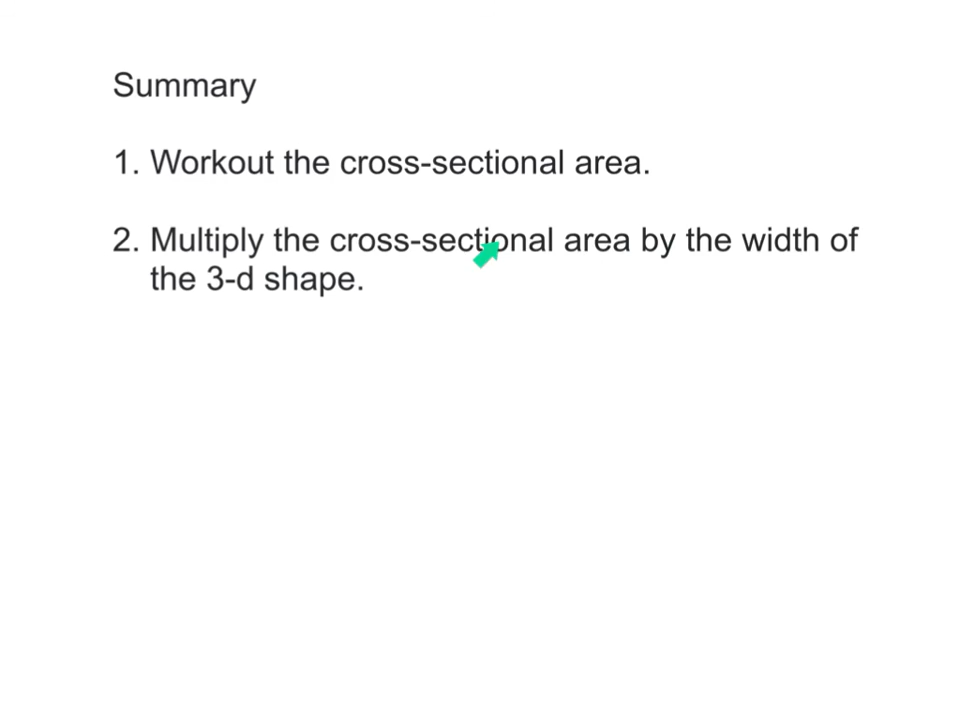 Summary
1. Workout the cross-sectional area.
2. Multiply the cross-sectional area by the width of
the 3-d shape.